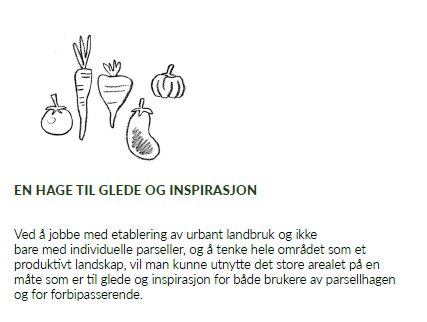 EN HAGE TIL GLEDE OG INSPIRASJON
Ved å jobbe med etablering av urbant landbruk og ikke
bare med individuelle parseller, og å tenke hele området som et
produktivt landskap, vil man kunne utnytte det store arealet på en
måte som er til glede og inspirasjon for både brukere av parsellhagen
og for forbipasserende.